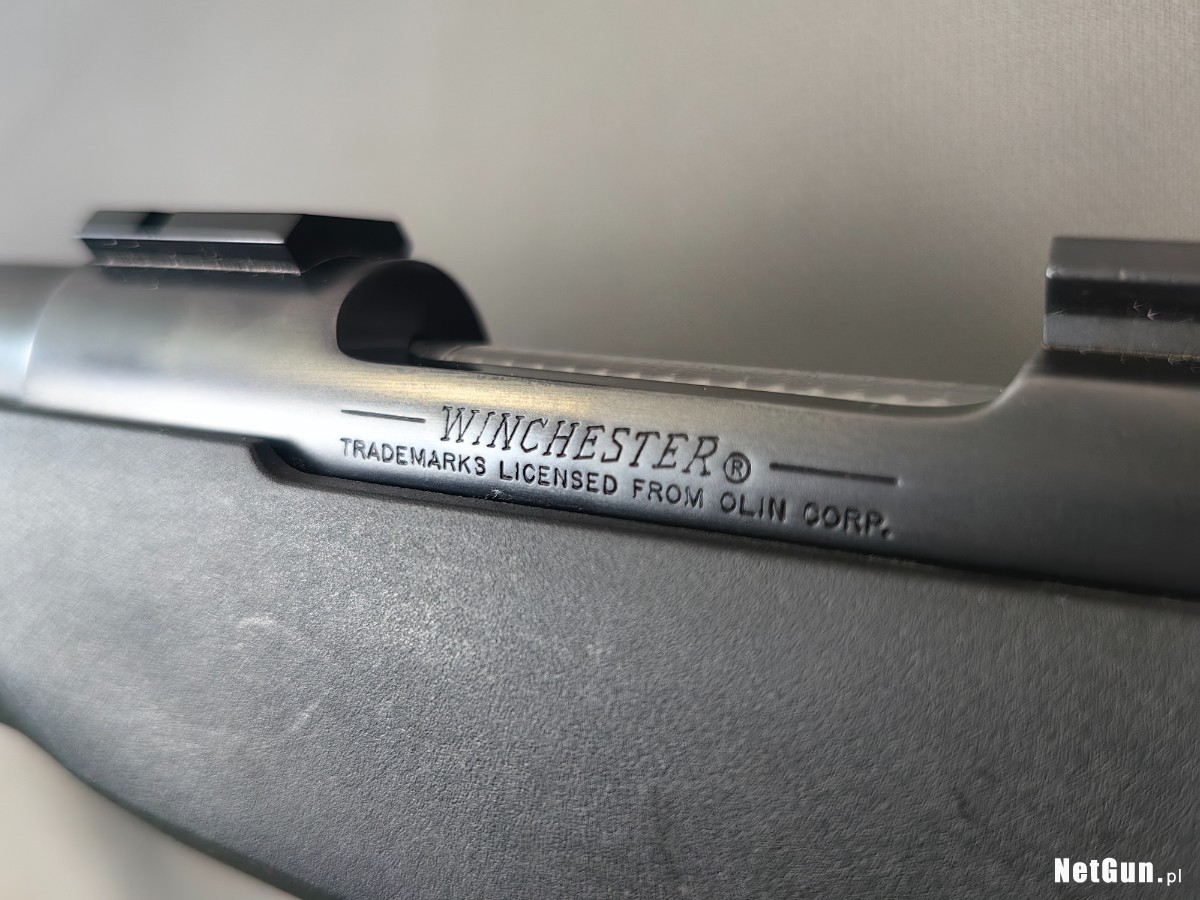 WINCHESTER®
TRADEMARKS LICENSED FROM OLIN CORP.
NetGun.pl